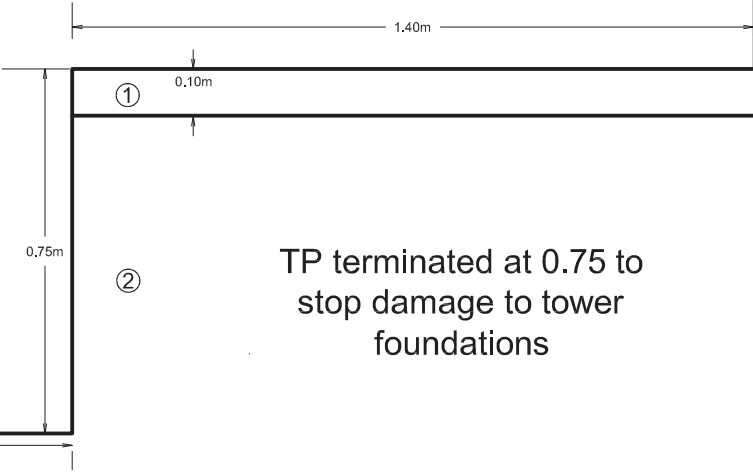 1.40m
0.10m
①
0.75m
②
TP terminated at 0.75 to
stop damage to tower
foundations